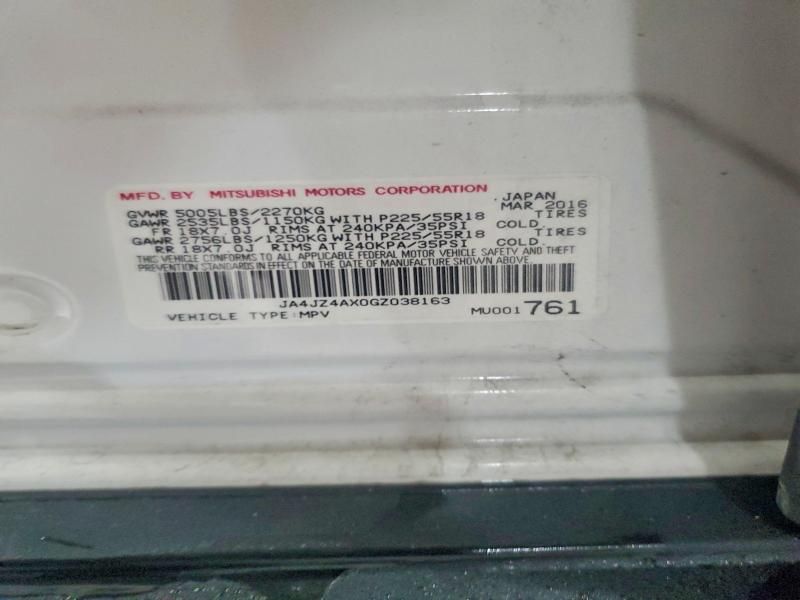 MFD. BY MITSUBISHI MOTORS CORPORATION JAPAN
GVWR 5005LBS/2270KG MAR 2016
GAWR 2535LBS/1150KG WITH P225/55R18 TIRES
FR 18X7.0J RIMS AT 240KPA/35PSI COLD.
GAWR 2756LBS/1250KG WITH P225/55R18 TIRES
RR 18X7.0J RIMS AT 240KPA/35PSI COLD.
THIS VEHICLE CONFORMS TO ALL APPLICABLE FEDERAL MOTOR VEHICLE SAFETY AND THEFT
PREVENTION STANDARDS IN EFFECT ON THE DATE OF MANUFACTURE SHOWN ABOVE.
JA4JZ4AX0GZ038163
VEHICLE TYPE:MPV MU001761